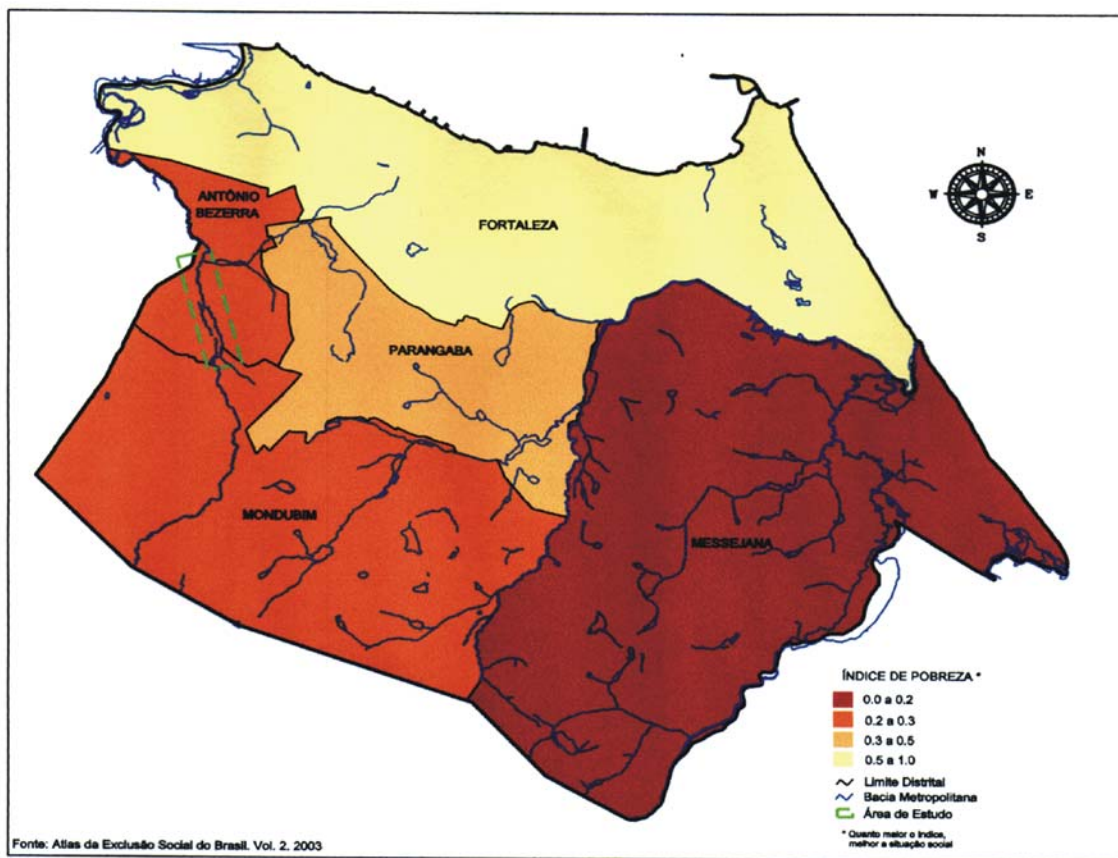 N
W E
S
ANTÔNIO
BEZERRA
FORTALEZA
PARANGABA
MONDUBIM
MESSEJANA
ÍNDICE DE POBREZA *
0.0 a 0.2
0.2 a 0.3
0.3 a 0.5
0.5 a 1.0
Limite Distrital
Bacia Metropolitana
Área de Estudo
* Quanto maior o índice,
melhor a situação social
Fonte: Atlas da Exclusão Social do Brasil. Vol. 2. 2003